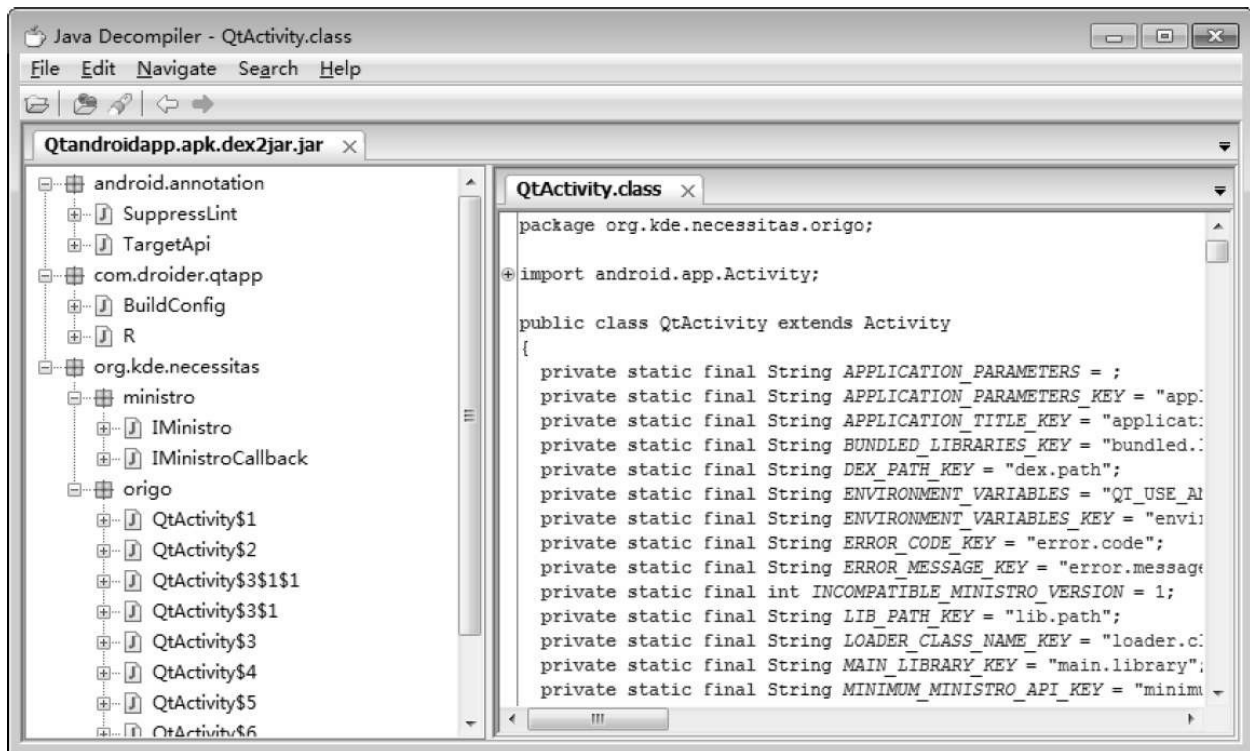 Java Decompiler - QtActivity.class
File Edit Navigate Search Help
Qtandroidapp.apk.dex2jar.jar
android.annotation
SuppressLint
TargetApi
com.droider.qtapp
BuildConfig
R
org.kde.necessitas
ministro
IMinistro
IMinistroCallback
origo
QtActivity$1
QtActivity$2
QtActivity$3$1$1
QtActivity$3$1
QtActivity$3
QtActivity$4
QtActivity$5
QtActivity$6
QtActivity.class
package org.kde.necessitas.origo;
import android.app.Activity;
public class QtActivity extends Activity
{
private static final String APPLICATION_PARAMETERS = ;
private static final String APPLICATION_PARAMETERS_KEY = "appl
private static final String APPLICATION_TITLE_KEY = "applicat
private static final String BUNDLED_LIBRARIES_KEY = "bundled.
private static final String DEX_PATH_KEY = "dex.path";
private static final String ENVIRONMENT_VARIABLES = "QT_USE_A
private static final String ENVIRONMENT_VARIABLES_KEY = "envi
private static final String ERROR_CODE_KEY = "error.code";
private static final String ERROR_MESSAGE_KEY = "error.message
private static final int INCOMPATIBLE_MINISTRO_VERSION = 1;
private static final String LIB_PATH_KEY = "lib.path";
private static final String LOADER_CLASS_NAME_KEY = "loader.c
private static final String MAIN_LIBRARY_KEY = "main.library";
private static final String MINIMUM_MINISTRO_API_KEY = "minim